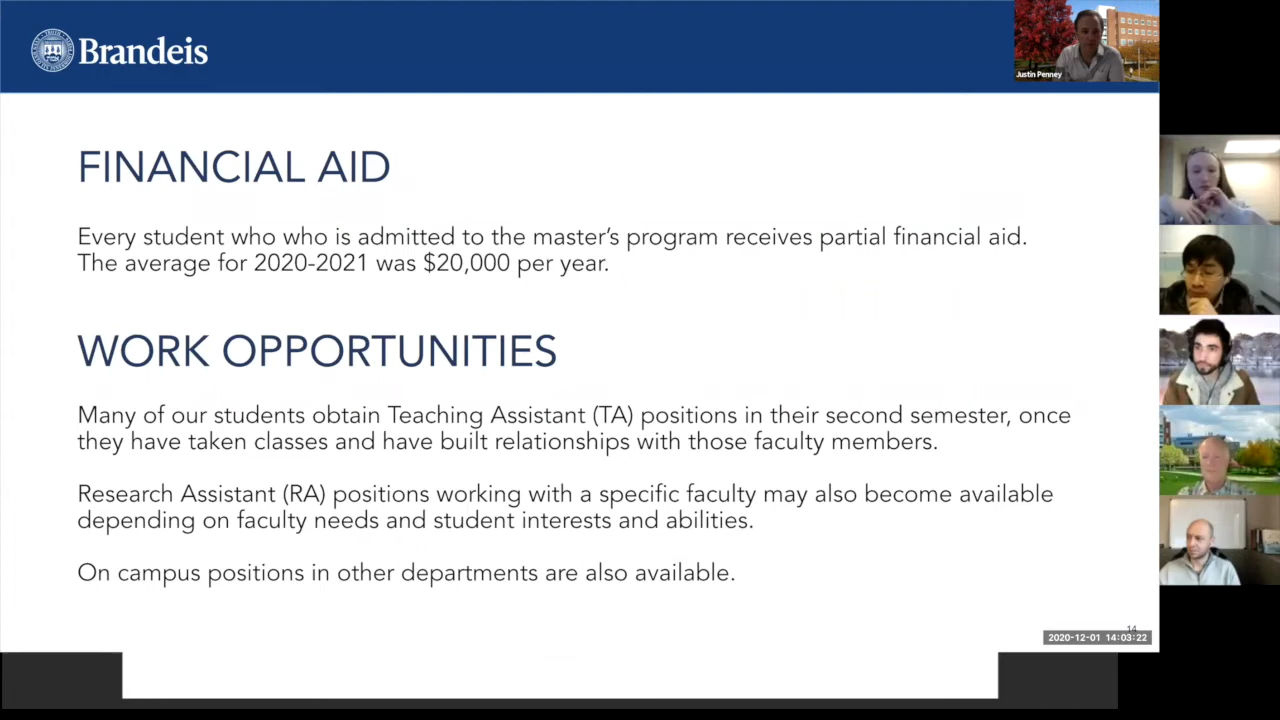 Brandeis
Justin Penney
FINANCIAL AID
Every student who who is admitted to the master's program receives partial financial aid.
The average for 2020-2021 was $20,000 per year.
WORK OPPORTUNITIES
Many of our students obtain Teaching Assistant (TA) positions in their second semester, once
they have taken classes and have built relationships with those faculty members.
Research Assistant (RA) positions working with a specific faculty may also become available
depending on faculty needs and student interests and abilities.
On campus positions in other departments are also available.
14
2020-12-01 14:03:22